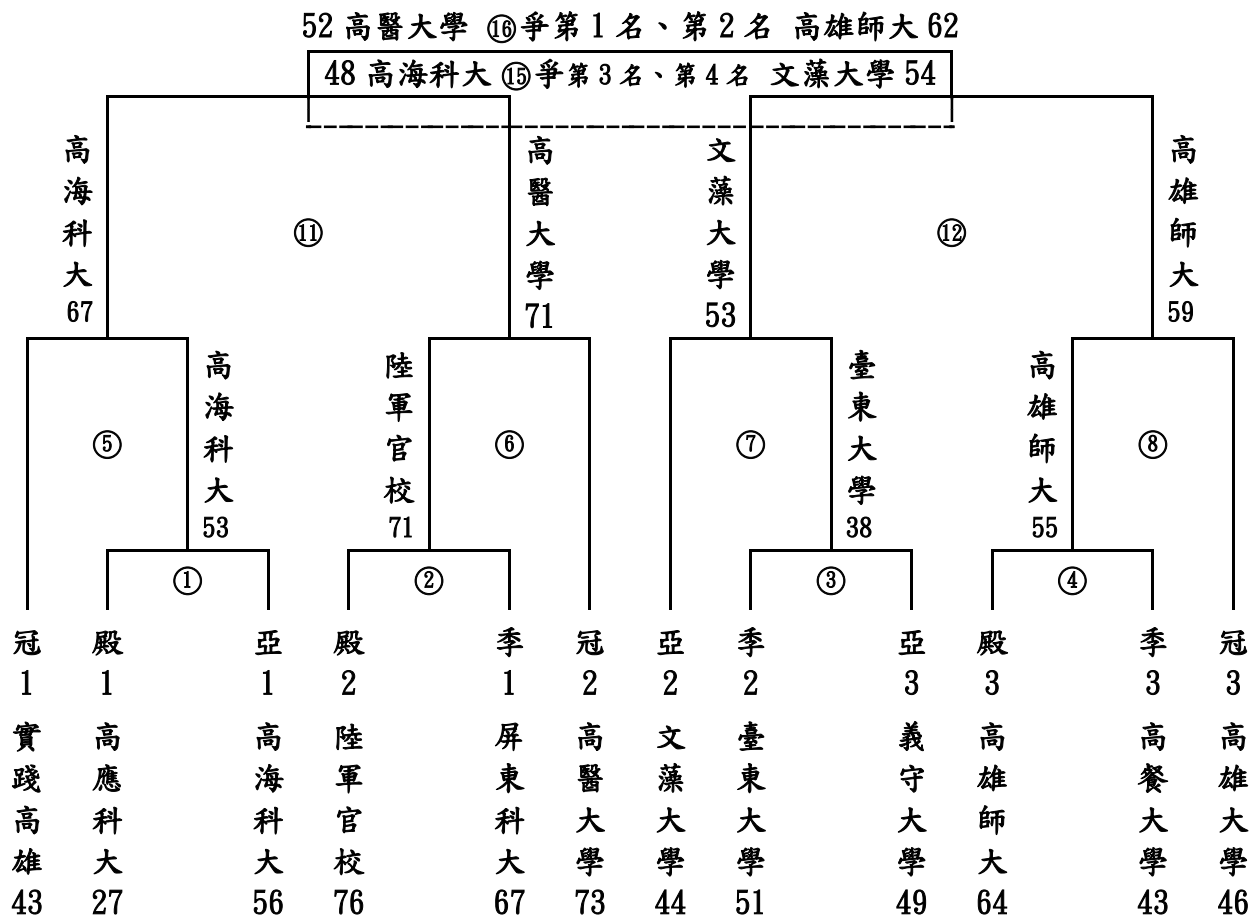 52 高醫大學 ⑯爭第 1 名、第 2 名 高雄師大 62
48 高海科大 ⑮爭第 3 名、第 4 名 文藻大學 54
高海科大 67
⑪
高醫大學 71
文藻大學 53
⑫
高雄師大 59
⑤
高海科大 53
陸軍官校 71
⑥
⑦
臺東大學 38
高雄師大 55
⑧
①
②
③
④
冠 1 實踐高雄 43
殿 1 高應科大 27
亞 1 高海科大 56
殿 2 陸軍官校 76
季 1 屏東科大 67
冠 2 高醫大學 73
亞 2 文藻大學 44
季 2 臺東大學 51
亞 3 義守大學 49
殿 3 高雄師大 64
季 3 高餐大學 43
冠 3 高雄大學 46